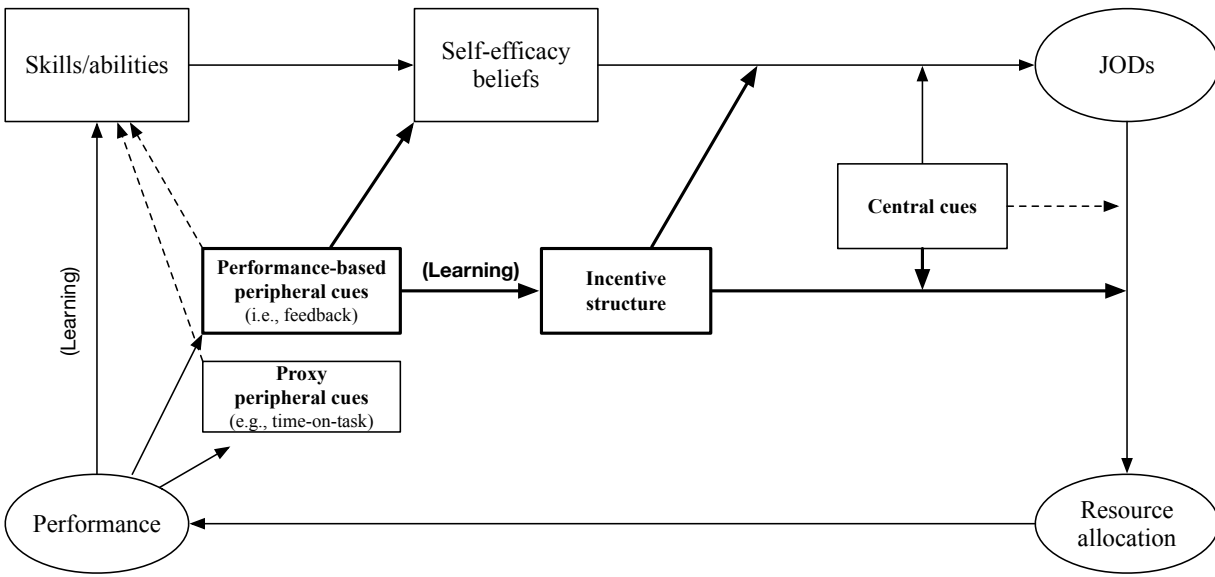 Skills/abilities
Self-efficacy
beliefs
JODs
Central cues
Performance-based
peripheral cues
(i.e., feedback)
(Learning)
Incentive
structure
(Learning)
Proxy
peripheral cues
(e.g., time-on-task)
Performance
Resource
allocation